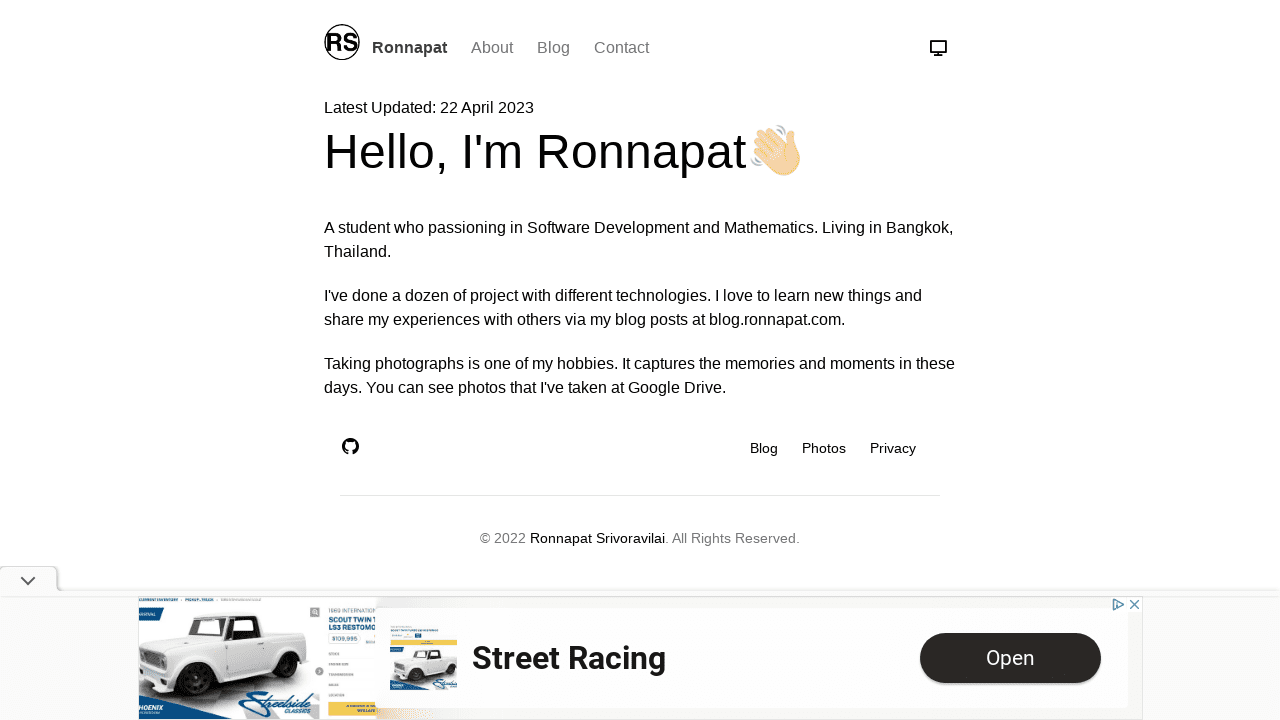 RS
Ronnapat About Blog Contact
Latest Updated: 22 April 2023
Hello, I'm Ronnapat
A student who passioning in Software Development and Mathematics. Living in Bangkok,
Thailand.
I've done a dozen of project with different technologies. I love to learn new things and
share my experiences with others via my blog posts at blog.ronnapat.com.
Taking photographs is one of my hobbies. It captures the memories and moments in these
days. You can see photos that I've taken at Google Drive.
Blog Photos Privacy
© 2022 Ronnapat Srivoravilai. All Rights Reserved.
SCOUT TWIN T
LS3 RESTOMO
$109,995
Streetside
CLASSICS
Street Racing
Open